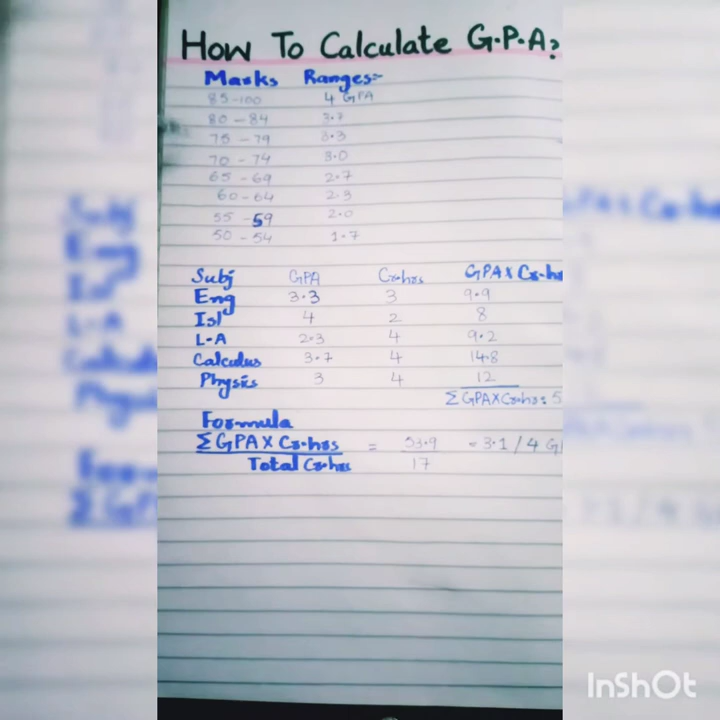 How To Calculate G.P.A?
Marks Ranges:-
85-100 4 GPA
80-84 3.7
75-79 3.3
70-74 3.0
65-69 2.7
60-64 2.3
55-59 2.0
50-54 1.7
Subj GPA Cr.hrs GPAX Cr.h
Eng 3.3 3 9.9
Isl 4 2 8
L-A 2.3 4 9.2
Calculus 3.7 4 14.8
Physics 3 4 12
ΣGPAXCr.hrs: 5
Formula
ΣGPAX Cr.hrs = 53.9 = 3.1/4 G
Total Cr.hrs 17
InShOt